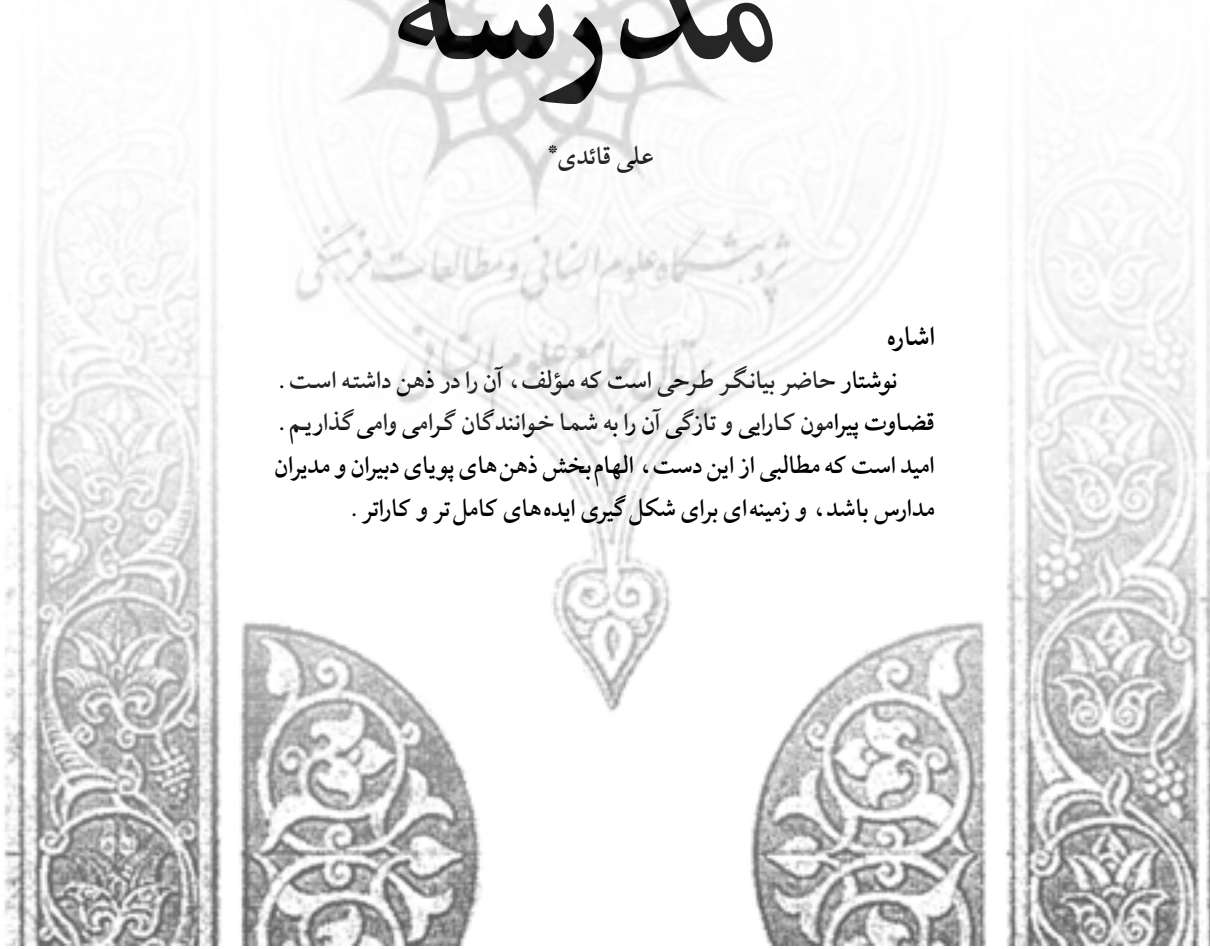 مدرسه
علی قائدی*
پژوهشگاه علوم انسانی و مطالعات فرهنگی
پرتال جامع علوم انسانی
اشاره
نوشتار حاضر بیانگر طرحی است که مؤلف، آن را در ذهن داشته است.
قضاوت پیرامون کارایی و تازگی آن را به شما خوانندگان گرامی وامی‌گذاریم.
امید است که مطالبی از این دست، الهام‌بخش ذهن‌های پویای دبیران و مدیران
مدارس باشد، و زمینه‌ای برای شکل‌گیری ایده‌های کامل‌تر و کاراتر.